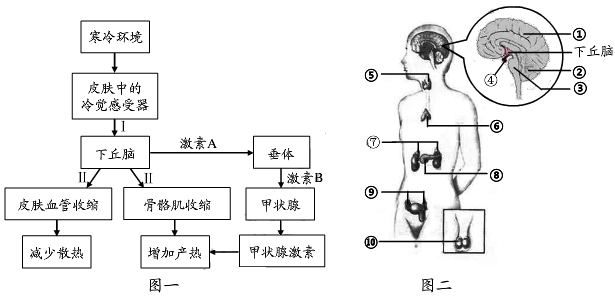 寒冷环境
皮肤中的
冷觉感受器
I
下丘脑
激素A
垂体
II
II
激素B
皮肤血管收缩
骨骼肌收缩
甲状腺
减少散热
增加产热
甲状腺激素
图一
①
下丘脑
②
③
④
⑤
⑥
⑦
⑧
⑨
⑩
图二